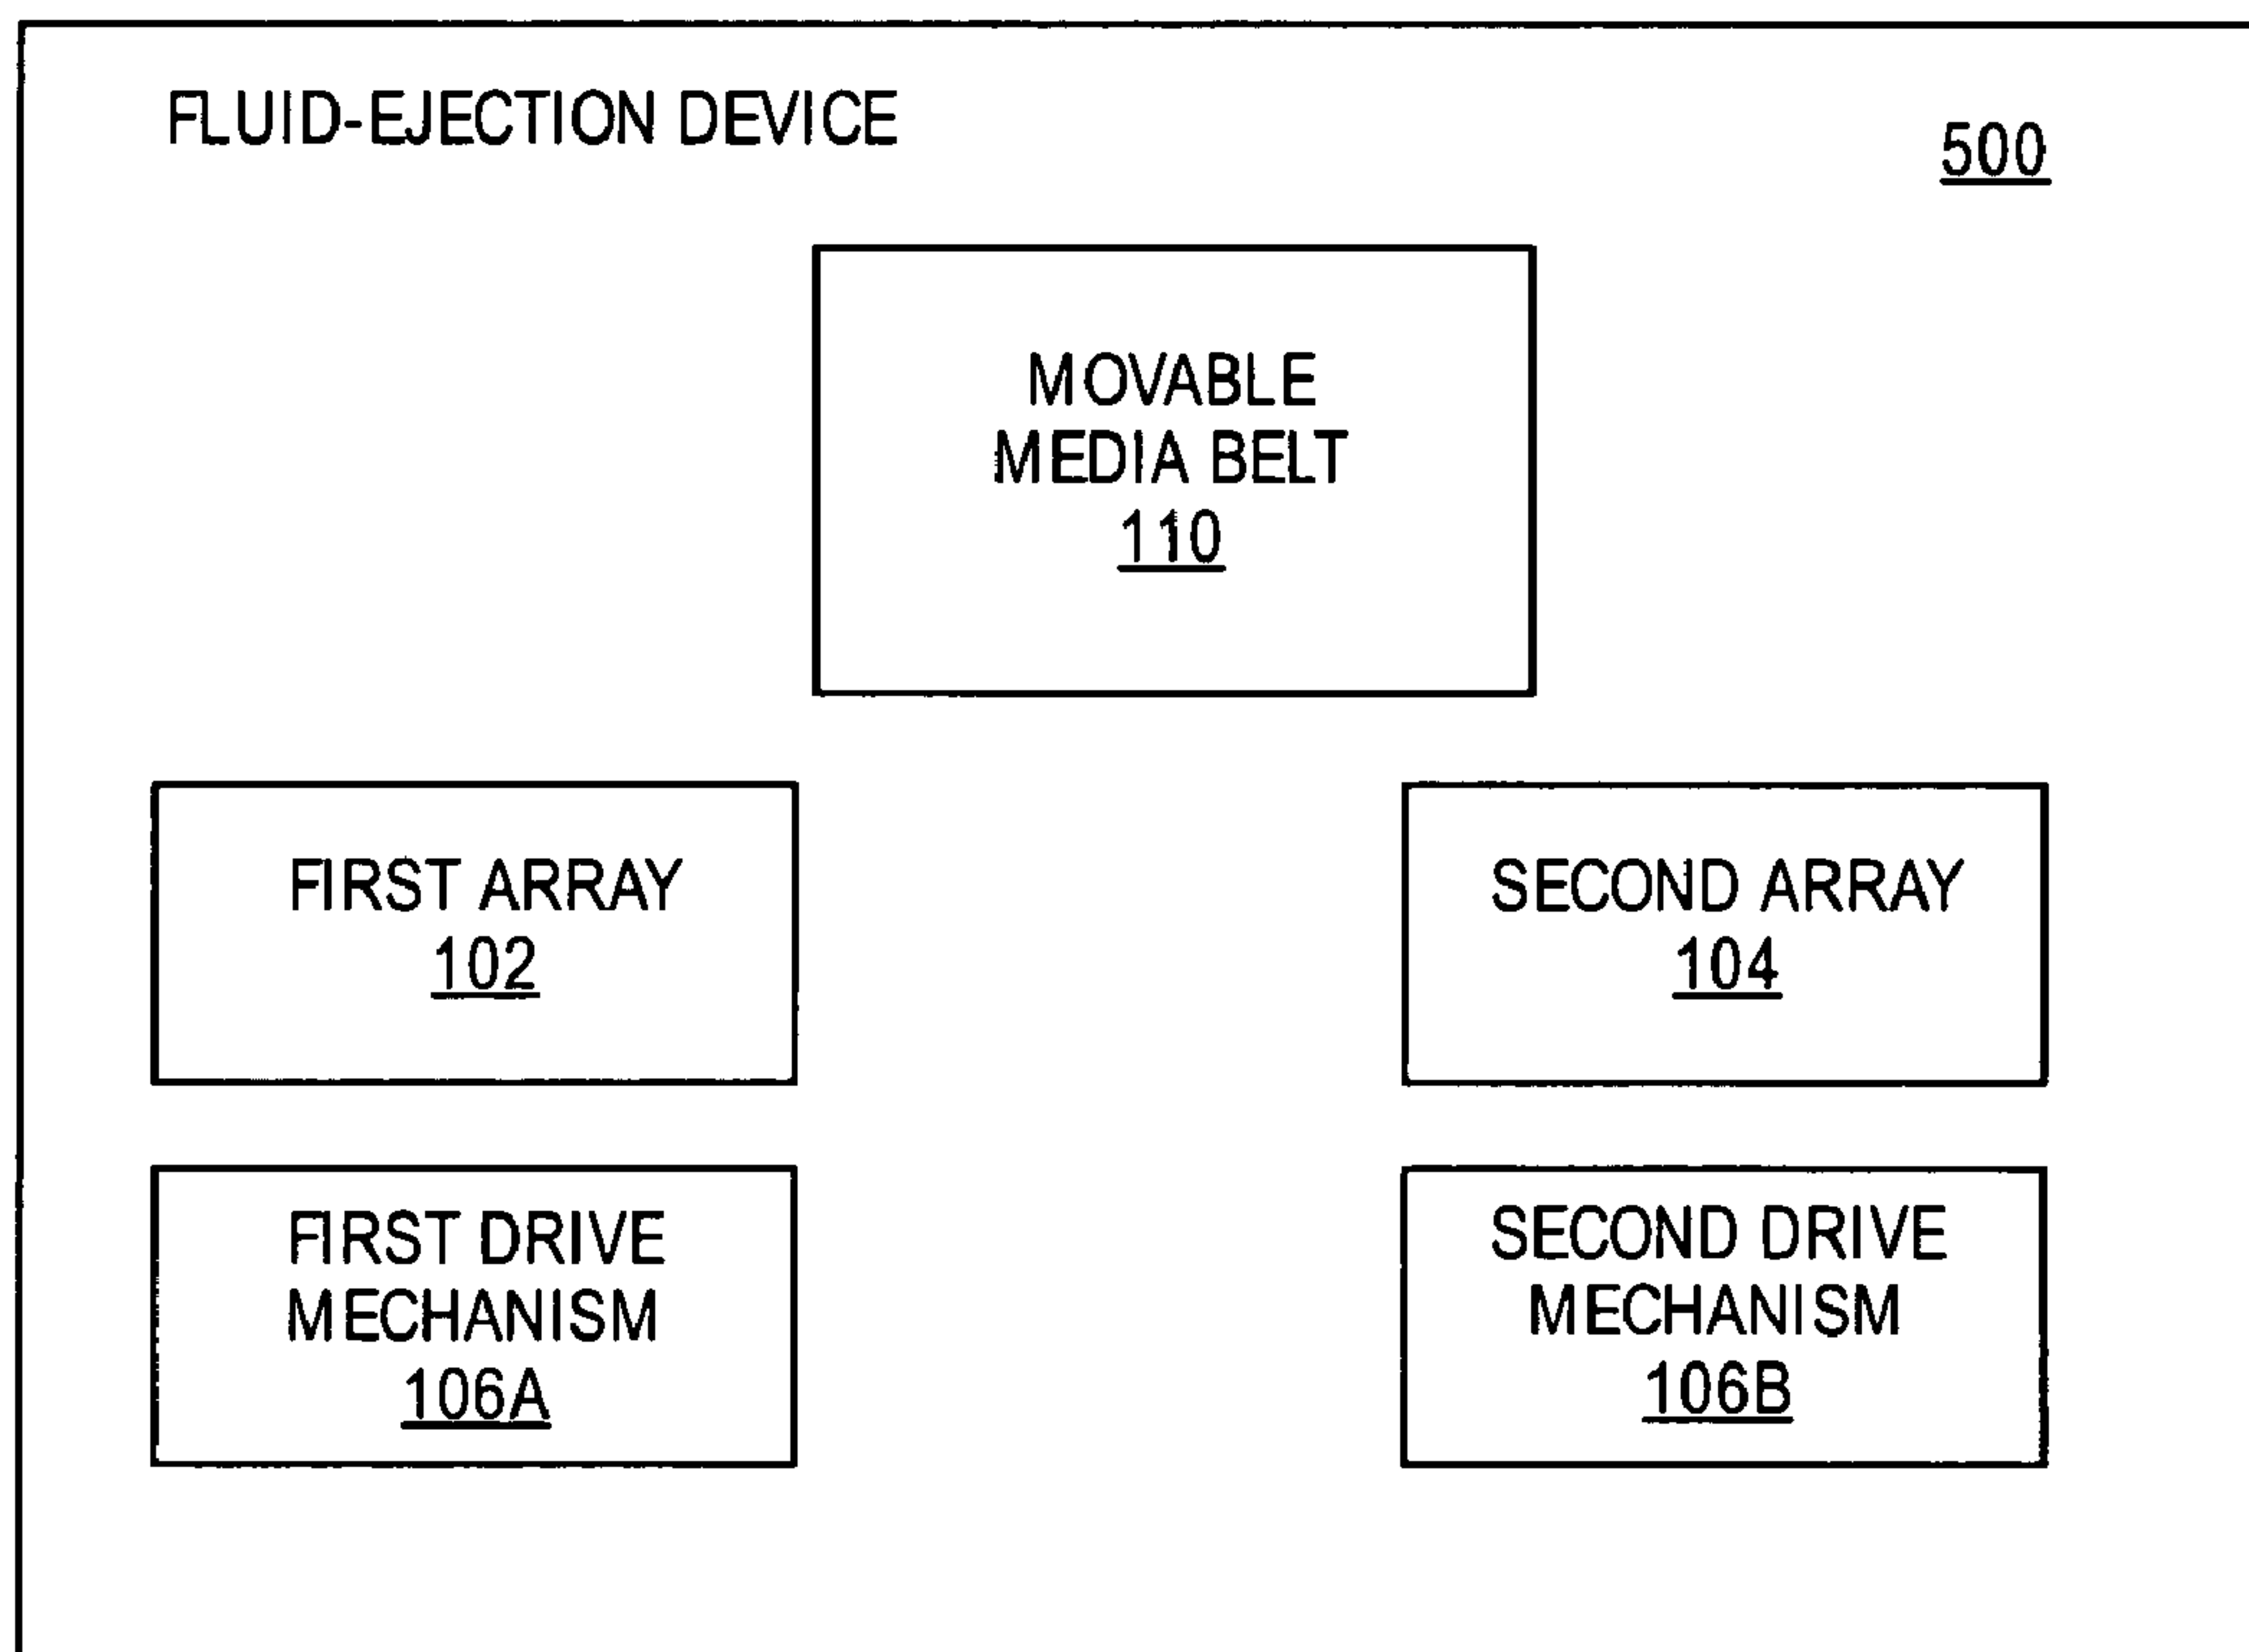 FLUID-EJECTION DEVICE
500
MOVABLE
MEDIA BELT
110
FIRST ARRAY
102
SECOND ARRAY
104
FIRST DRIVE
MECHANISM
106A
SECOND DRIVE
MECHANISM
106B